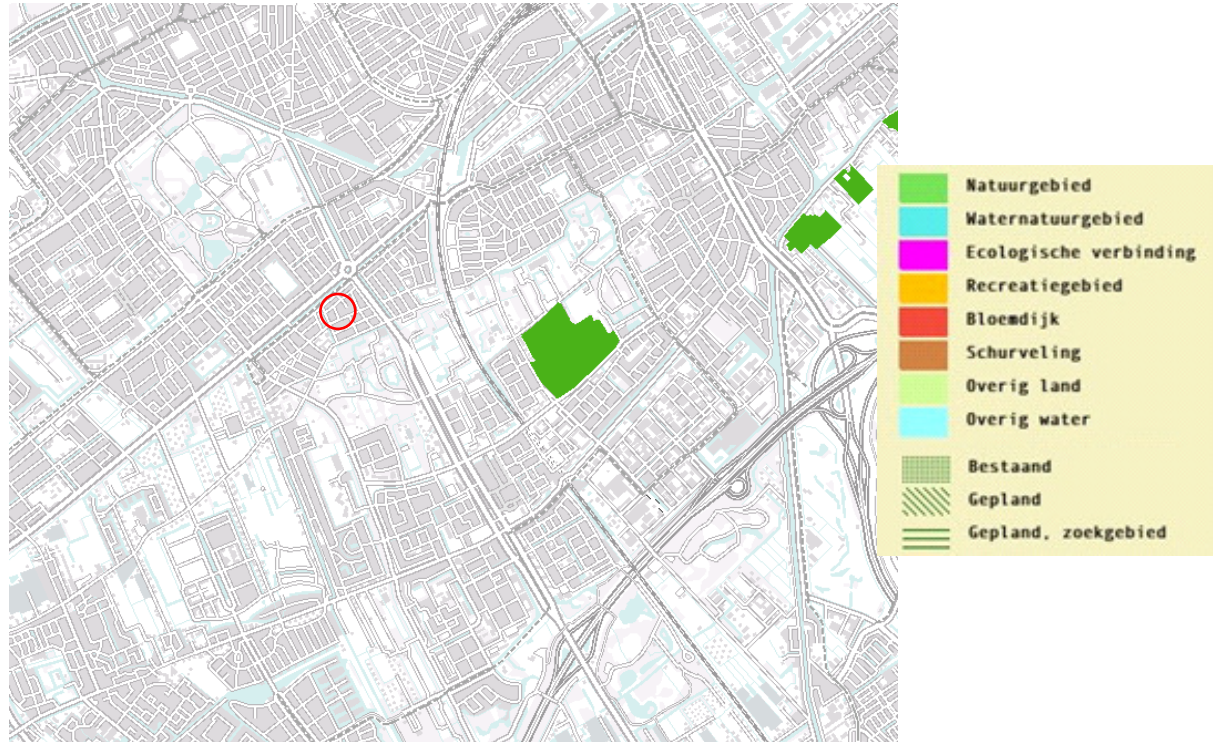 Natuurgebied
Waternatuurgebied
Ecologische verbinding
Recreatiegebied
Bloemdijk
Schurveling
Overig land
Overig water
Bestaand
Gepland
Gepland, zoekgebied